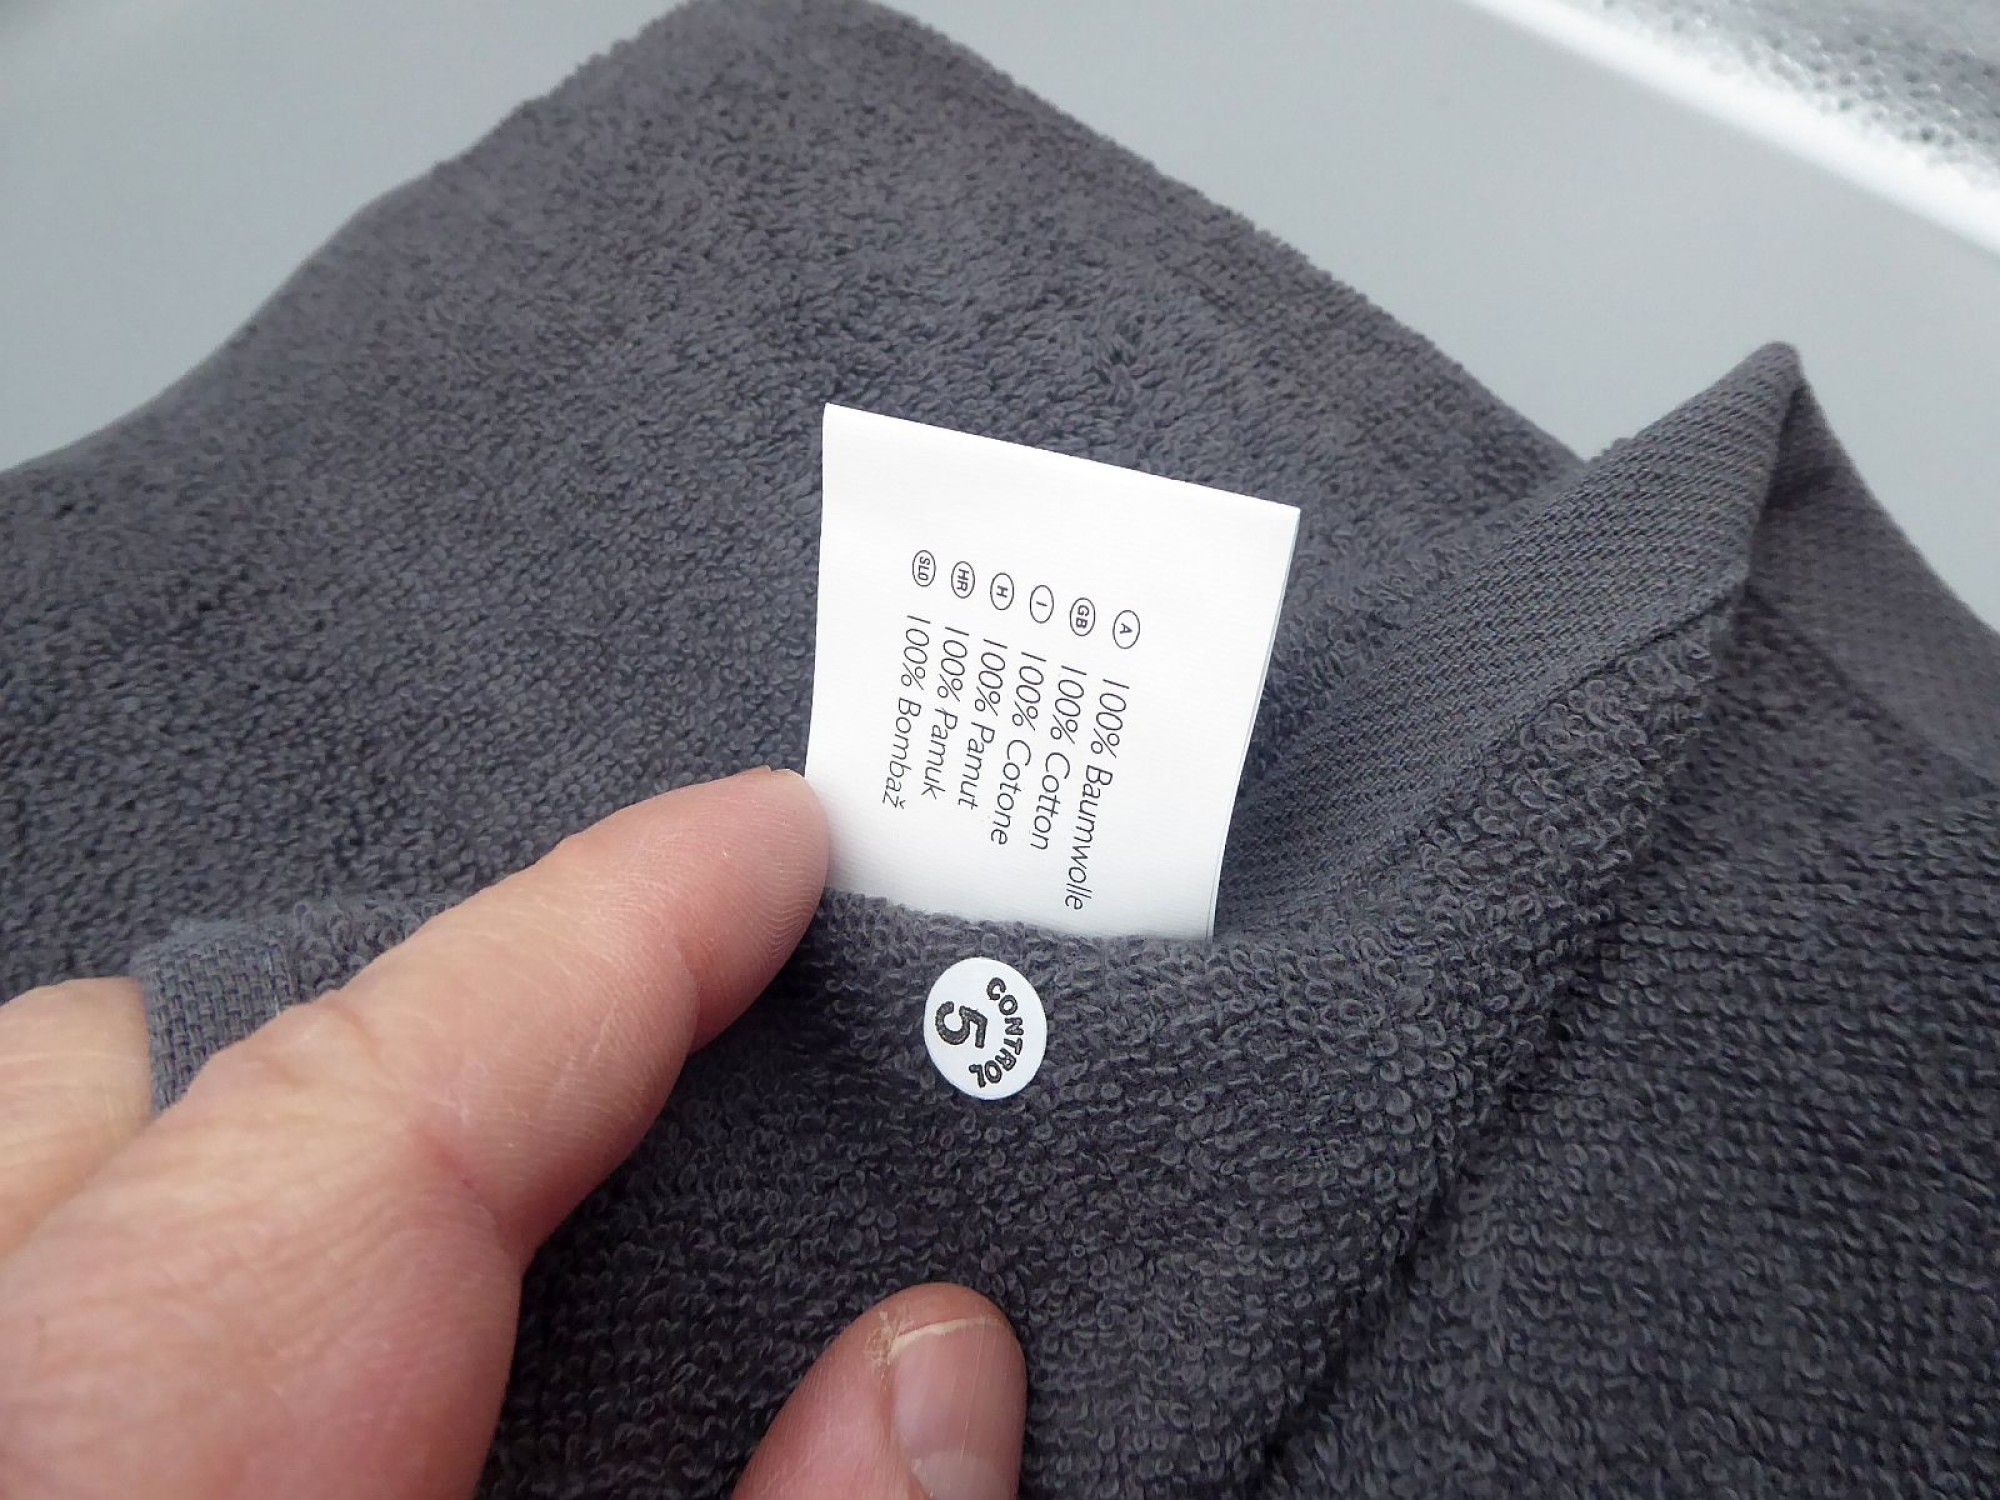 A 100% Baumwolle
GB 100% Cotton
I 100% Cotone
H 100% Pamut
HR 100% Pamuk
SLO 100% Bombaž
CONTROL
5